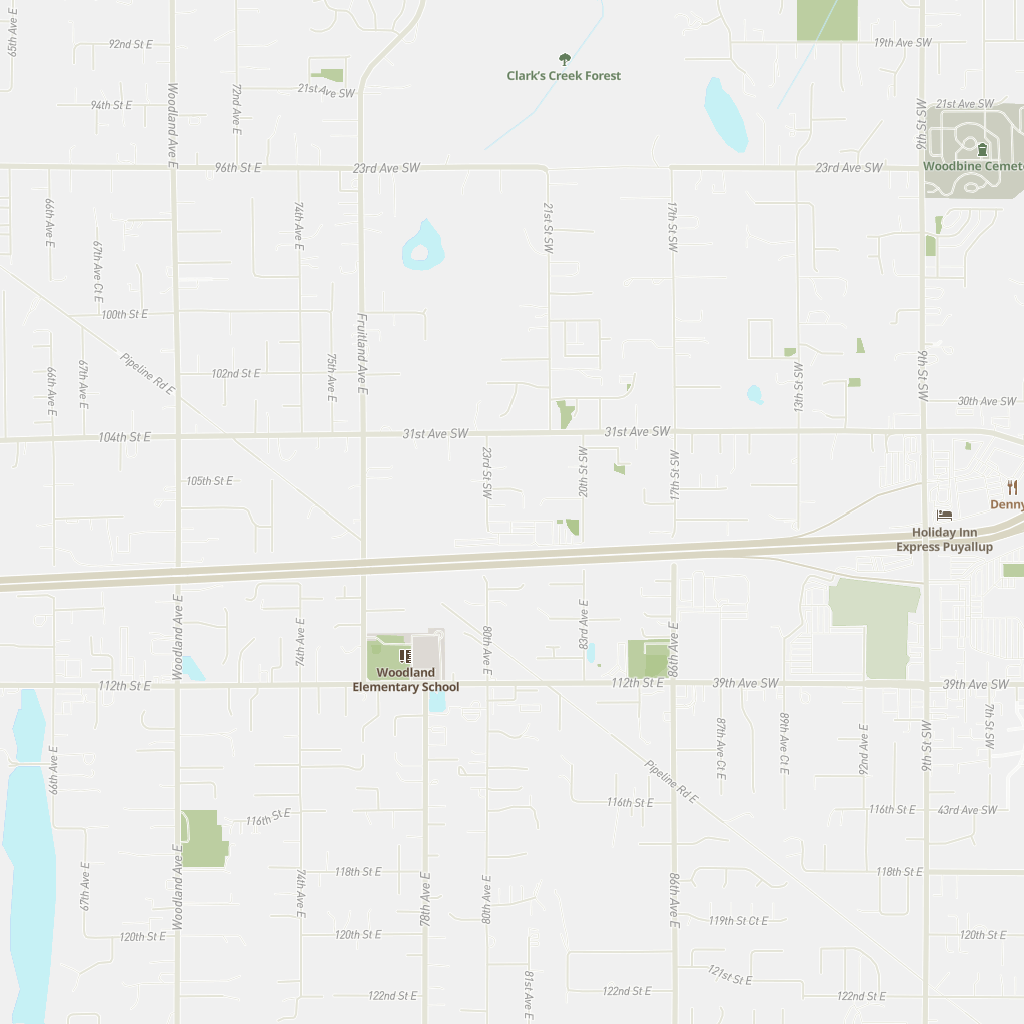 65th Ave E
92nd St E
19th Ave SW
Clark's Creek Forest
21st Ave SW
72nd Ave E
Woodland Ave E
94th St E
9th St SW
21st Ave SW
Woodbine Cemete
96th St E
23rd Ave SW
23rd Ave SW
66th Ave E
74th Ave E
21st St SW
17th St SW
67th Ave Ct E
100th St E
Fruitland Ave E
Pipeline Rd E
102nd St E
75th Ave E
66th Ave E
67th Ave E
13th St SW
9th St SW
30th Ave SW
104th St E
31st Ave SW
31st Ave SW
23rd St SW
20th St SW
17th St SW
105th St E
Denny
Holiday Inn
Express Puyallup
Woodland Ave E
74th Ave E
80th Ave E
83rd Ave E
86th Ave E
Woodland
Elementary School
112th St E
112th St E
39th Ave SW
39th Ave SW
66th Ave E
87th Ave Ct E
89th Ave Ct E
92nd Ave E
9th St SW
7th St SW
Pipeline Rd E
116th St E
116th St E
116th St E
43rd Ave SW
67th Ave E
Woodland Ave E
118th St E
74th Ave E
78th Ave E
80th Ave E
86th Ave E
118th St E
119th St Ct E
120th St E
120th St E
120th St E
121st St E
81st Ave E
122nd St E
122nd St E
122nd St E